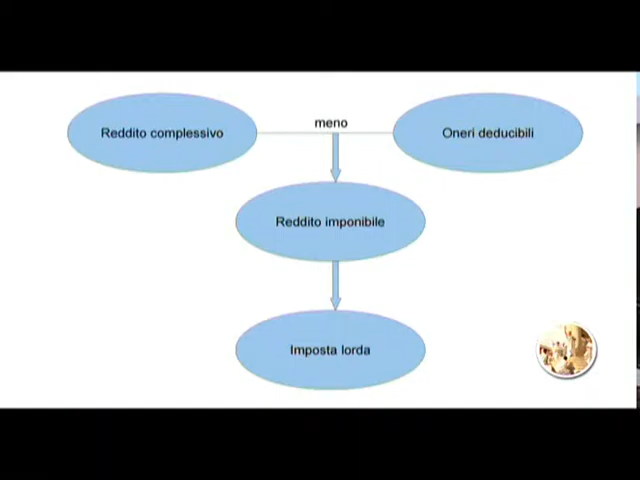 meno
Reddito complessivo
Oneri deducibili
Reddito imponibile
Imposta lorda